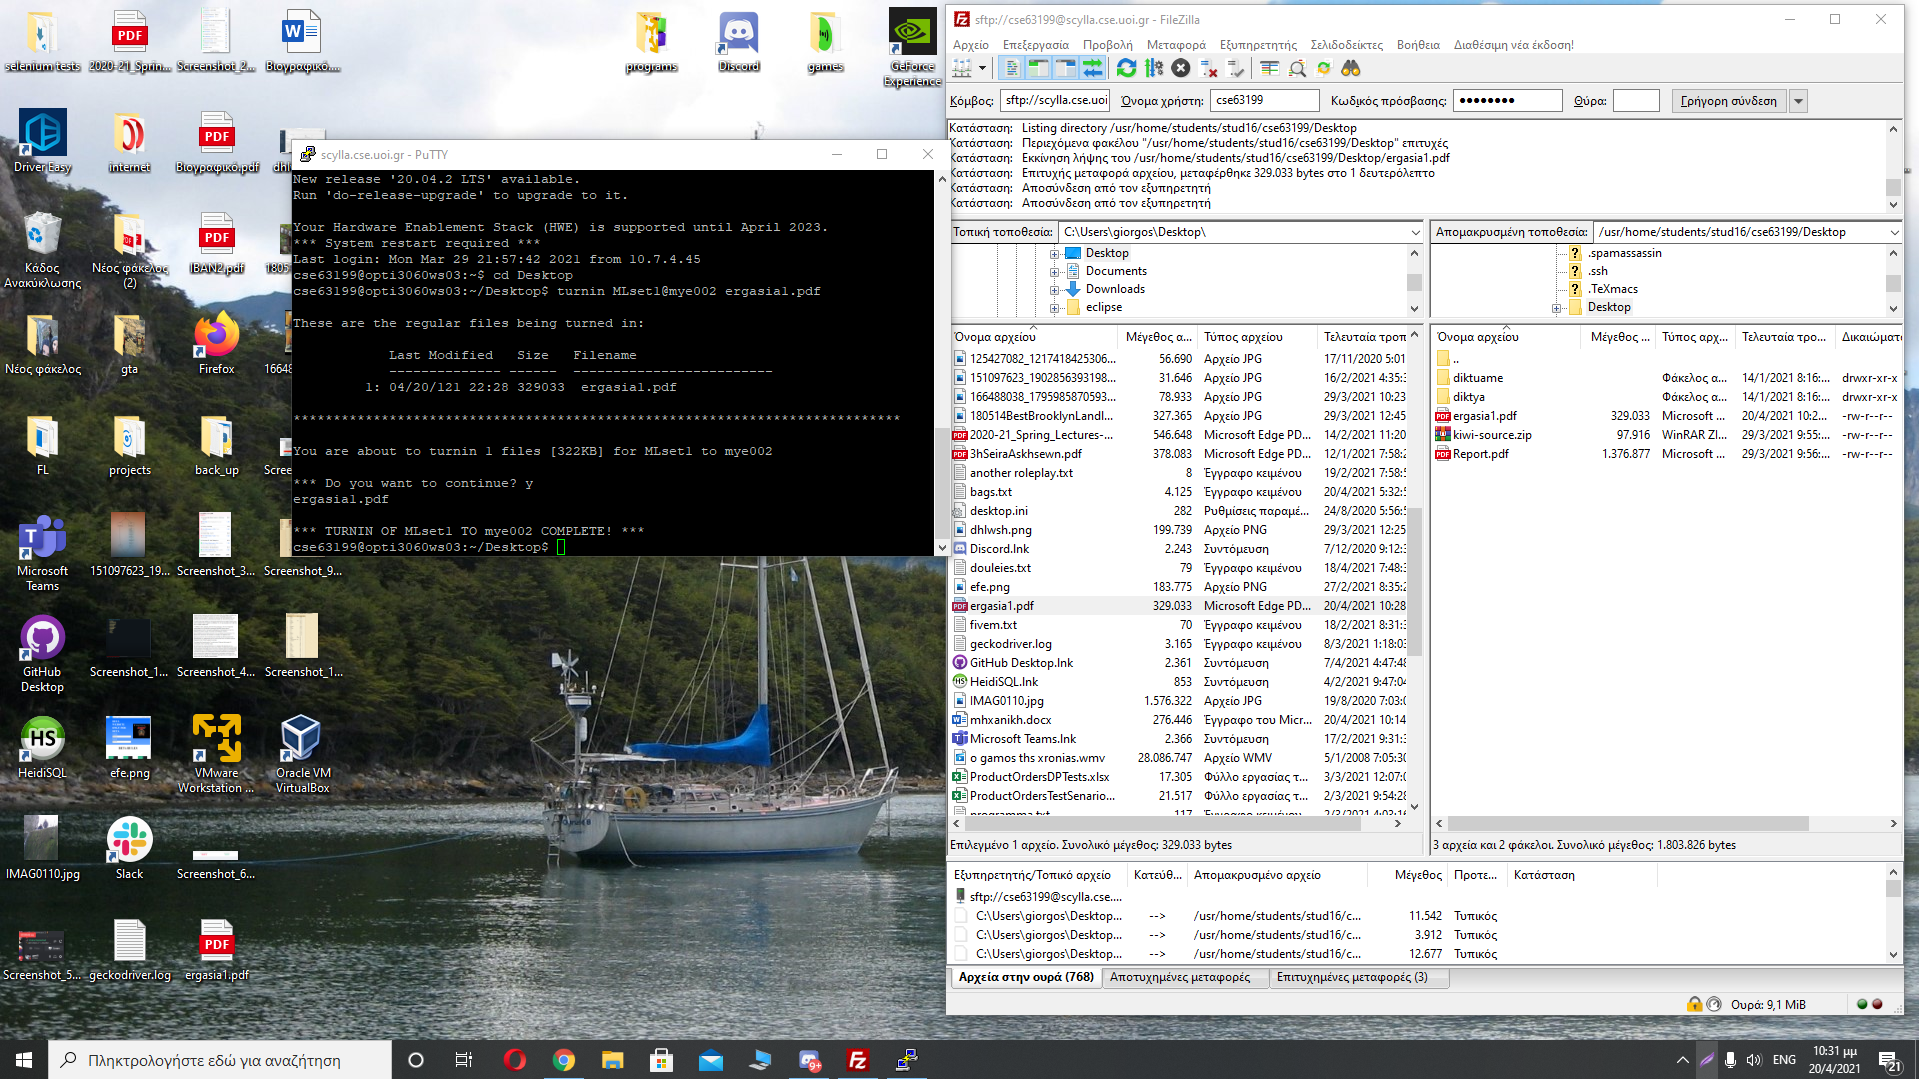 selenium tests
2020-21_Sprin...
Screenshot_2...
Βιογραφικό....
programs
Discord
games
GeForce Experience
Driver Easy
internet
Βιογραφικό.pdf
Κάδος Ανακύκλωσης
Νέος φάκελος (2)
IBAN2.pdf
Νέος φάκελος
gta
Firefox
FL
projects
back_up
Microsoft Teams
151097623_19...
Screenshot_3...
Screenshot_9...
GitHub Desktop
Screenshot_1...
Screenshot_4...
Screenshot_1...
HeidiSQL
efe.png
VMware Workstation ...
Oracle VM VirtualBox
IMAG0110.jpg
Slack
Screenshot_6...
Screenshot_5...
geckodriver.log
ergasia1.pdf
scylla.cse.uoi.gr - PuTTY
New release '20.04.2 LTS' available.
Run 'do-release-upgrade' to upgrade to it.
Your Hardware Enablement Stack (HWE) is supported until April 2023.
*** System restart required ***
Last login: Mon Mar 29 21:57:42 2021 from 10.7.4.45
cse63199@opti3060ws03:~$ cd Desktop
cse63199@opti3060ws03:~/Desktop$ turnin MLset1@mye002 ergasia1.pdf
These are the regular files being turned in:
Last Modified   Size   Filename
-------------- ------  -------------------------
1: 04/20/121 22:28 329033  ergasia1.pdf
****************************************************************************
You are about to turnin 1 files [322KB] for MLset1 to mye002
*** Do you want to continue? y
ergasia1.pdf
*** TURNIN OF MLset1 TO mye002 COMPLETE! ***
cse63199@opti3060ws03:~/Desktop$
sftp://cse63199@scylla.cse.uoi.gr - FileZilla
Αρχείο Επεξεργασία Προβολή Μεταφορά Εξυπηρετητής Σελιδοδείκτες Βοήθεια Διαθέσιμη νέα έκδοση!
Κόμβος: sftp://scylla.cse.uoi Όνομα χρήστη: cse63199 Κωδικός πρόσβασης: ●●●●●●●● Θύρα: Γρήγορη σύνδεση
Κατάσταση: Listing directory /usr/home/students/stud16/cse63199/Desktop
Κατάσταση: Περιεχόμενα φακέλου "/usr/home/students/stud16/cse63199/Desktop" επιτυχές
Κατάσταση: Εκκίνηση λήψης του /usr/home/students/stud16/cse63199/Desktop/ergasia1.pdf
Κατάσταση: Επιτυχής μεταφορά αρχείου, μεταφέρθηκε 329.033 bytes στο 1 δευτερόλεπτο
Κατάσταση: Αποσύνδεση από τον εξυπηρετητή
Κατάσταση: Αποσύνδεση από τον εξυπηρετητή
Τοπική τοποθεσία: C:\Users\giorgos\Desktop\
Desktop
Documents
Downloads
eclipse
Όνομα αρχείου Μέγεθος α... Τύπος αρχείου Τελευταία τροπ
125427082_1217418425306... 56.690 Αρχείο JPG 17/11/2020 5:01
151097623_1902856393198... 31.646 Αρχείο JPG 16/2/2021 4:35:3
166488038_1795985870593... 78.933 Αρχείο JPG 29/3/2021 10:23
180514BestBrooklynLandl... 327.365 Αρχείο JPG 29/3/2021 12:45
2020-21_Spring_Lectures-... 546.648 Microsoft Edge PD... 14/2/2021 11:20
3hSeiraAskhsewn.pdf 378.083 Microsoft Edge PD... 12/1/2021 7:58:2
another roleplay.txt 8 Έγγραφο κειμένου 19/2/2021 7:58:5
bags.txt 4.125 Έγγραφο κειμένου 20/4/2021 5:32:5
desktop.ini 282 Ρυθμίσεις παραμέ... 24/8/2020 5:56:5
dhlwsh.png 199.739 Αρχείο PNG 29/3/2021 12:25
Discord.lnk 2.243 Συντόμευση 7/12/2020 9:12:3
douleies.txt 79 Έγγραφο κειμένου 18/4/2021 7:48:3
efe.png 183.775 Αρχείο PNG 27/2/2021 8:35:2
ergasia1.pdf 329.033 Microsoft Edge PD... 20/4/2021 10:28
fivem.txt 70 Έγγραφο κειμένου 18/2/2021 8:31:3
geckodriver.log 3.165 Έγγραφο κειμένου 8/3/2021 1:18:03
GitHub Desktop.lnk 2.361 Συντόμευση 7/4/2021 4:47:48
HeidiSQL.lnk 853 Συντόμευση 4/2/2021 9:47:04
IMAG0110.jpg 1.576.322 Αρχείο JPG 19/8/2020 7:03:0
mhxanikh.docx 276.446 Έγγραφο του Micr... 20/4/2021 10:14
Microsoft Teams.lnk 2.366 Συντόμευση 17/2/2021 9:31:3
o gamos ths xronias.wmv 28.086.747 Αρχείο WMV 5/1/2008 7:05:30
ProductOrdersDPTests.xlsx 17.305 Φύλλο εργασίας τ... 3/3/2021 12:07:0
ProductOrdersTestSenario... 21.517 Φύλλο εργασίας τ... 2/3/2021 9:54:28
Επιλεγμένο 1 αρχείο. Συνολικό μέγεθος: 329.033 bytes
Απομακρυσμένη τοποθεσία: /usr/home/students/stud16/cse63199/Desktop
.spamassassin
.ssh
.TeXmacs
Desktop
Όνομα αρχείου Μέγεθος ... Τύπος αρχ... Τελευταία τρο... Δικαιώματ
..
diktuame Φάκελος α... 14/1/2021 8:16:... drwxr-xr-x
diktya Φάκελος α... 14/1/2021 8:16:... drwxr-xr-x
ergasia1.pdf 329.033 Microsoft ... 20/4/2021 10:2... -rw-r--r--
kiwi-source.zip 97.916 WinRAR ZI... 29/3/2021 9:55:... -rw-r--r--
Report.pdf 1.376.877 Microsoft ... 29/3/2021 9:56:... -rw-r--r--
3 αρχεία και 2 φάκελοι. Συνολικό μέγεθος: 1.803.826 bytes
Εξυπηρετητής/Τοπικό αρχείο Κατεύθ... Απομακρυσμένο αρχείο Μέγεθος Προτε... Κατάσταση
sftp://cse63199@scylla.cse....
C:\Users\giorgos\Desktop... --> /usr/home/students/stud16/c... 11.542 Τυπικός
C:\Users\giorgos\Desktop... --> /usr/home/students/stud16/c... 3.912 Τυπικός
C:\Users\giorgos\Desktop... --> /usr/home/students/stud16/c... 12.677 Τυπικός
Αρχεία στην ουρά (768) Αποτυχημένες μεταφορές Επιτυχημένες μεταφορές (3)
Ουρά: 9,1 MiB
Πληκτρολογήστε εδώ για αναζήτηση
ENG
10:31 μμ
20/4/2021
21